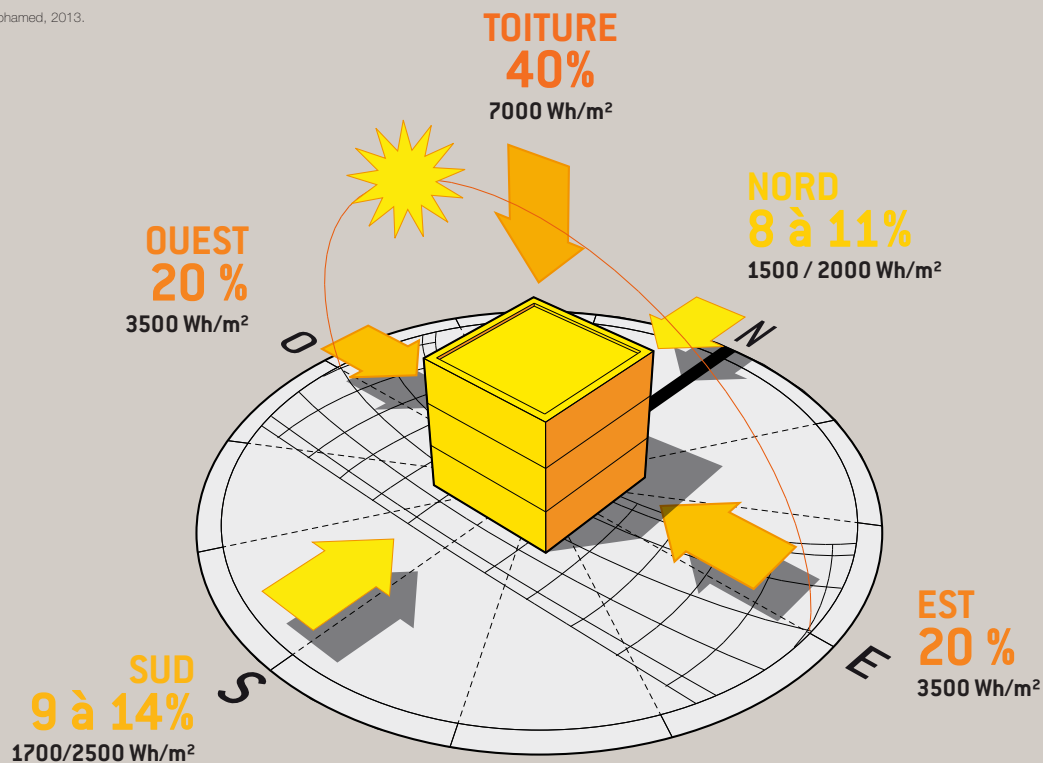 2013.
TOITURE
40%
7000 Wh/m²
NORD
8 à 11%
1500 / 2000 Wh/m²
OUEST
20 %
3500 Wh/m²
O
N
EST
20 %
3500 Wh/m²
E
SUD
9 à 14%
1700/2500 Wh/m²
S